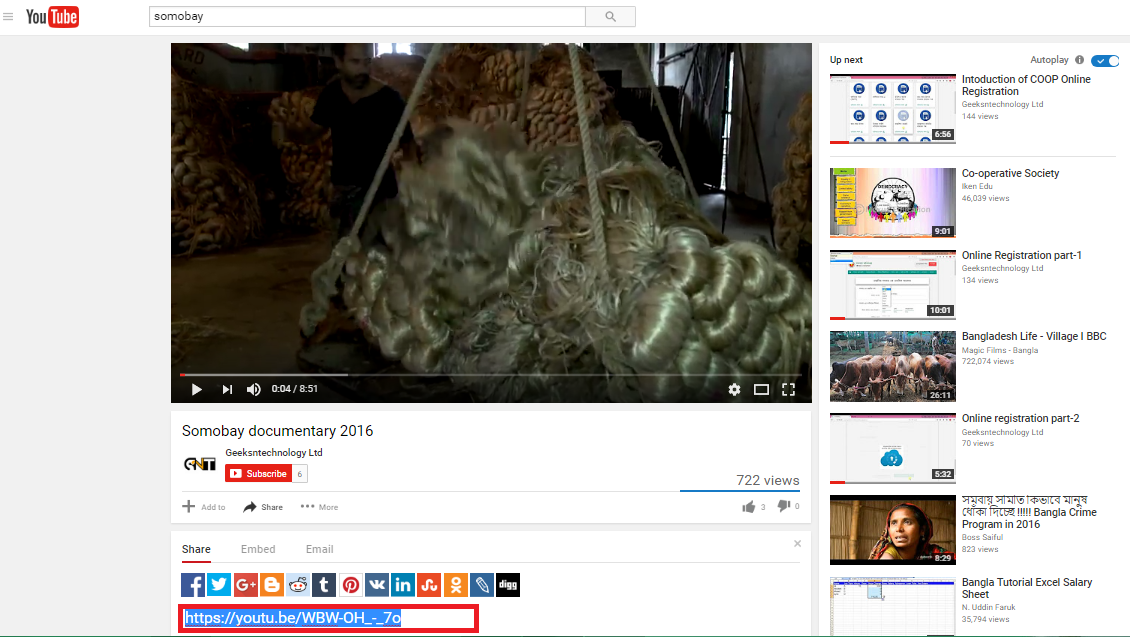 YouTube
somobay
0:04 / 8:51
Somobay documentary 2016
Geeksntechnology Ltd
Subscribe 6
722 views
Add to Share More
3 0
Share Embed Email
digg
https://youtu.be/WBW-OH_-_7o
Up next
Autoplay
6:56
Intoduction of COOP Online
Registration
Geeksntechnology Ltd
144 views
DEMOCRACY
9:01
Co-operative Society
Iken Edu
46,039 views
10:01
Online Registration part-1
Geeksntechnology Ltd
134 views
26:11
Bangladesh Life - Village I BBC
Magic Films - Bangla
722,074 views
5:32
Online registration part-2
Geeksntechnology Ltd
70 views
8:29
সমবায় সমিতি কিভাবে মানুষ
ধোঁকা দিচ্ছে !!!!! Bangla Crime
Program in 2016
Boss Saiful
823 views
Bangla Tutorial Excel Salary
Sheet
N. Uddin Faruk
35,794 views